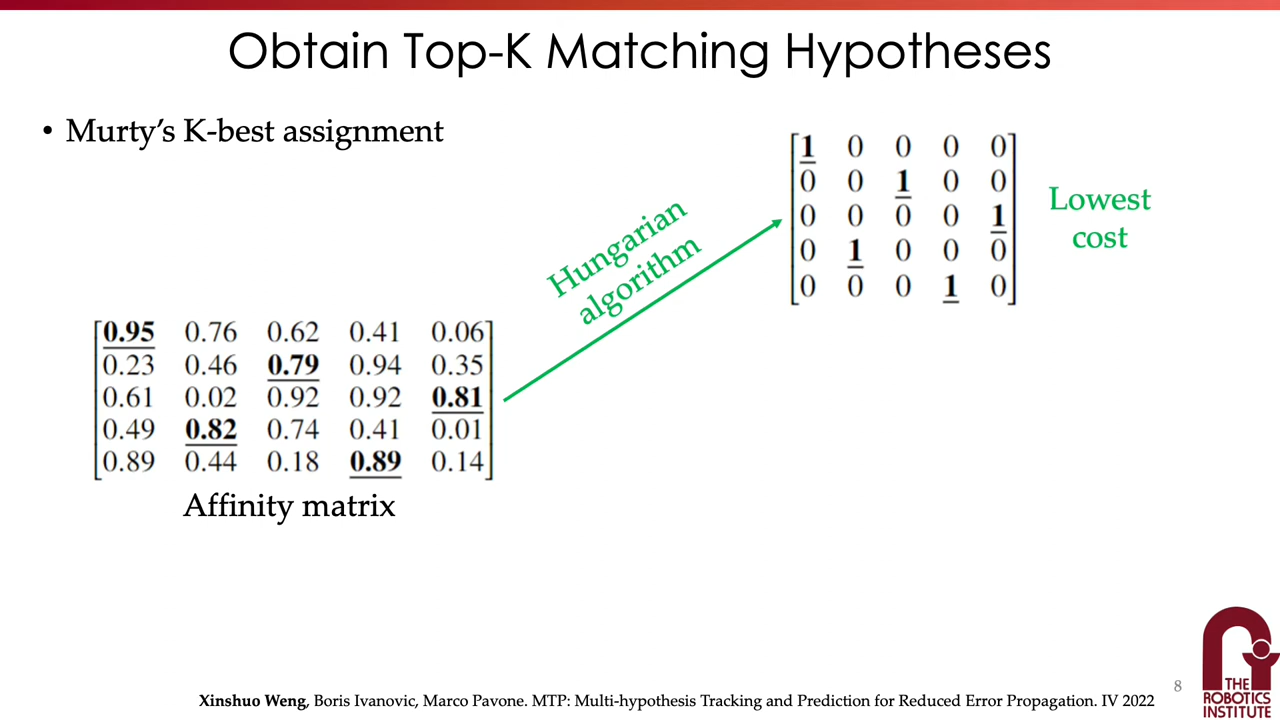 Obtain Top-K Matching Hypotheses
• Murty's K-best assignment
Hungarian
algorithm
1 0 0 0 0
0 0 1 0 0
0 0 0 0 1
0 1 0 0 0
0 0 0 1 0
Lowest
cost
0.95 0.76 0.62 0.41 0.06
0.23 0.46 0.79 0.94 0.35
0.61 0.02 0.92 0.92 0.81
0.49 0.82 0.74 0.41 0.01
0.89 0.44 0.18 0.89 0.14
Affinity matrix
Xinshuo Weng, Boris Ivanovic, Marco Pavone. MTP: Multi-hypothesis Tracking and Prediction for Reduced Error Propagation. IV 2022
8
THE
ROBOTICS
INSTITUTE